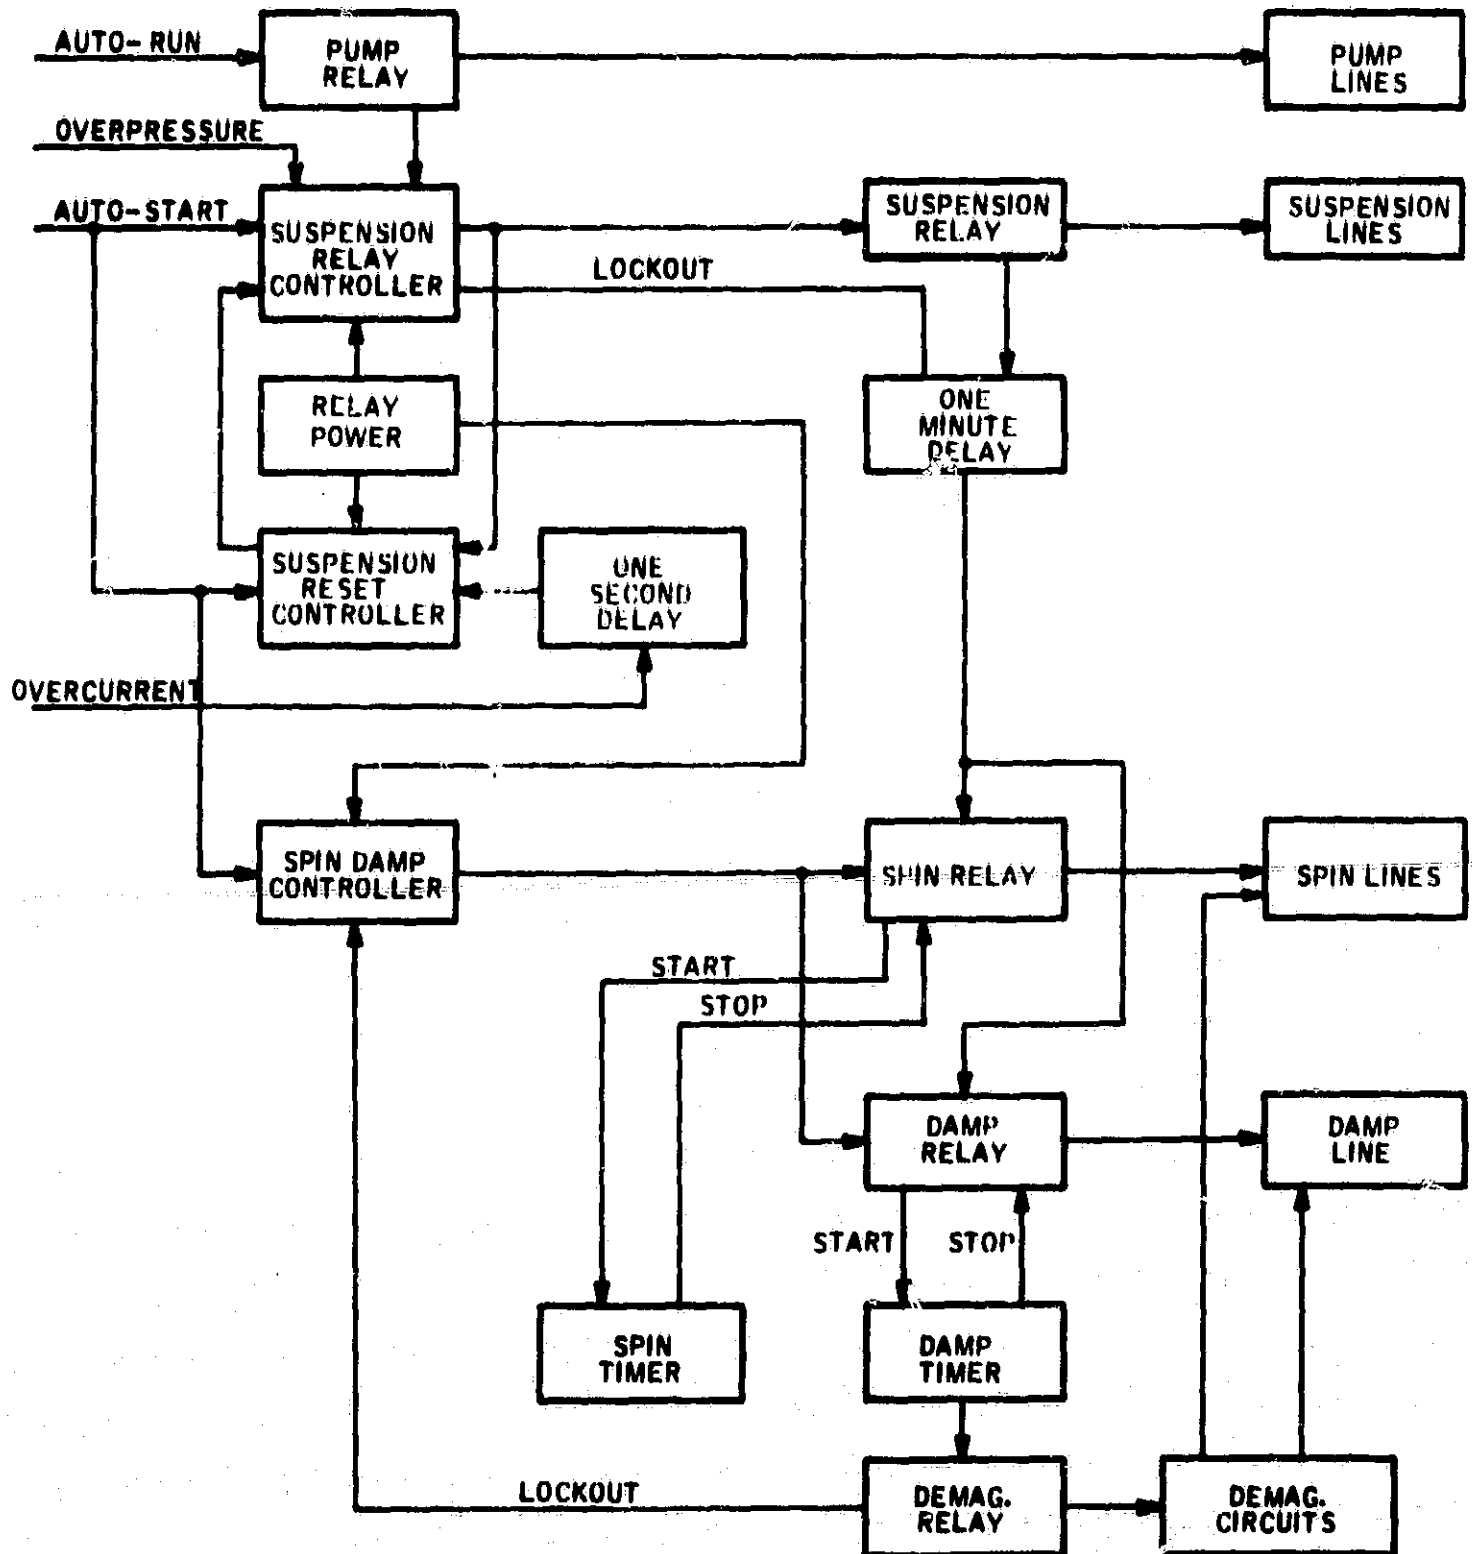 AUTO-RUN
PUMP
RELAY
PUMP
LINES
OVERPRESSURE
AUTO-START
SUSPENSION
RELAY
CONTROLLER
SUSPENSION
RELAY
SUSPENSION
LINES
LOCKOUT
RELAY
POWER
ONE
MINUTE
DELAY
SUSPENSION
RESET
CONTROLLER
ONE
SECOND
DELAY
OVERCURRENT
SPIN DAMP
CONTROLLER
SPIN RELAY
SPIN LINES
START
STOP
DAMP
RELAY
DAMP
LINE
START
STOP
SPIN
TIMER
DAMP
TIMER
LOCKOUT
DEMAG.
RELAY
DEMAG.
CIRCUITS